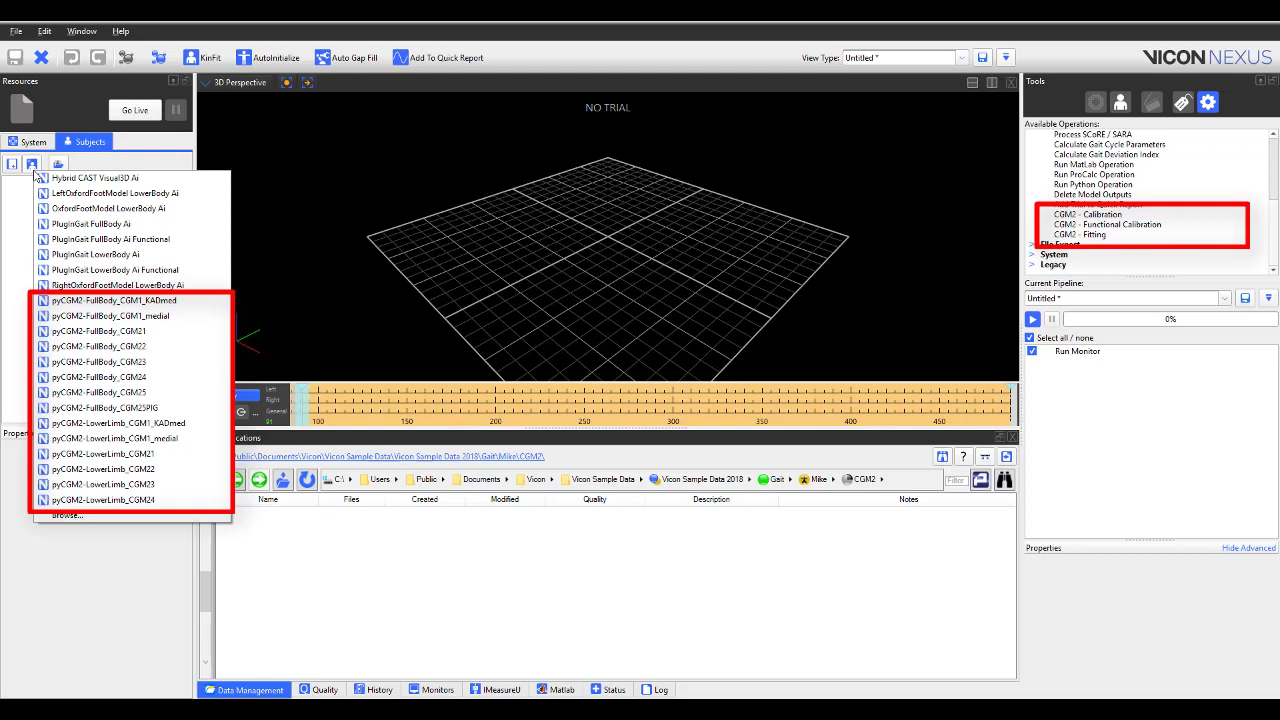 File Edit Window Help
KinFit AutoInitialize Auto Gap Fill Add To Quick Report View Type: Untitled * VICON NEXUS
Resources
Go Live
System Subjects
Hybrid CAST Visual3D Ai
LeftOxfordFootModel LowerBody Ai
OxfordFootModel LowerBody Ai
PlugInGait FullBody Ai
PlugInGait FullBody Ai Functional
PlugInGait LowerBody Ai
PlugInGait LowerBody Ai Functional
RightOxfordFootModel LowerBody Ai
pyCGM2-FullBody_CGM1_KADmed
pyCGM2-FullBody_CGM1_medial
pyCGM2-FullBody_CGM21
pyCGM2-FullBody_CGM22
pyCGM2-FullBody_CGM23
pyCGM2-FullBody_CGM24
pyCGM2-FullBody_CGM25
pyCGM2-FullBody_CGM25PIG
pyCGM2-LowerLimb_CGM1_KADmed
pyCGM2-LowerLimb_CGM1_medial
pyCGM2-LowerLimb_CGM21
pyCGM2-LowerLimb_CGM22
pyCGM2-LowerLimb_CGM23
pyCGM2-LowerLimb_CGM24
Browse...
3D Perspective
NO TRIAL
Left
Right
General
91 100 150 200 250 300 350 400 450
Public\Documents\Vicon\Vicon Sample Data\Vicon Sample Data 2018\Gait\Mike\CGM2\
C:\ Users Public Documents Vicon Vicon Sample Data Vicon Sample Data 2018 Gait Mike CGM2 Filter
Name Files Created Modified Quality Description Notes
Data Management Quality History Monitors IMeasureU Matlab Status Log
Tools
Available Operations:
Process SCoRE / SARA
Calculate Gait Cycle Parameters
Calculate Gait Deviation Index
Run MatLab Operation
Run ProCalc Operation
Run Python Operation
Delete Model Outputs
CGM2 - Calibration
CGM2 - Functional Calibration
CGM2 - Fitting
File Export
System
Legacy
Current Pipeline:
Untitled *
0%
Select all / none
Run Monitor
Properties Hide Advanced